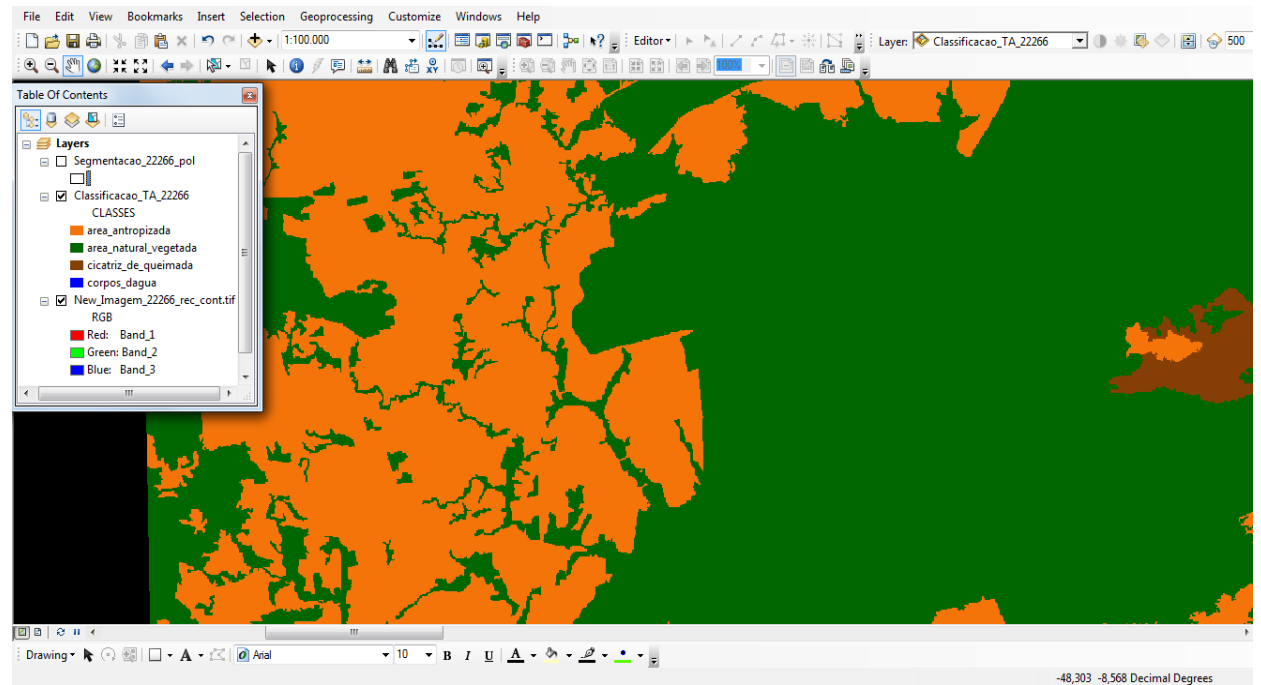 File Edit View Bookmarks Insert Selection Geoprocessing Customize Windows Help
1:100.000 Editor Layer: Classificacao_TA_22266 500
XY 100%
Table Of Contents
Layers
Segmentacao_22266_pol
Classificacao_TA_22266
CLASSES
area_antropizada
area_natural_vegetada
cicatriz_de_queimada
corpos_dagua
New_Imagem_22266_rec_cont.tif
RGB
Red: Band_1
Green: Band_2
Blue: Band_3
Drawing A Arial 10 B I U A
-48,303 -8,568 Decimal Degrees